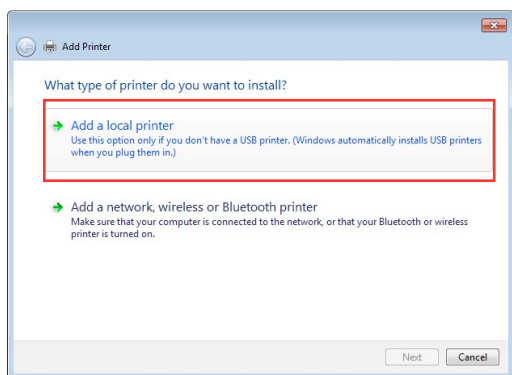 Add Printer
What type of printer do you want to install?
Add a local printer
Use this option only if you don't have a USB printer. (Windows automatically installs USB printers
when you plug them in.)
Add a network, wireless or Bluetooth printer
Make sure that your computer is connected to the network, or that your Bluetooth or wireless
printer is turned on.
Next Cancel